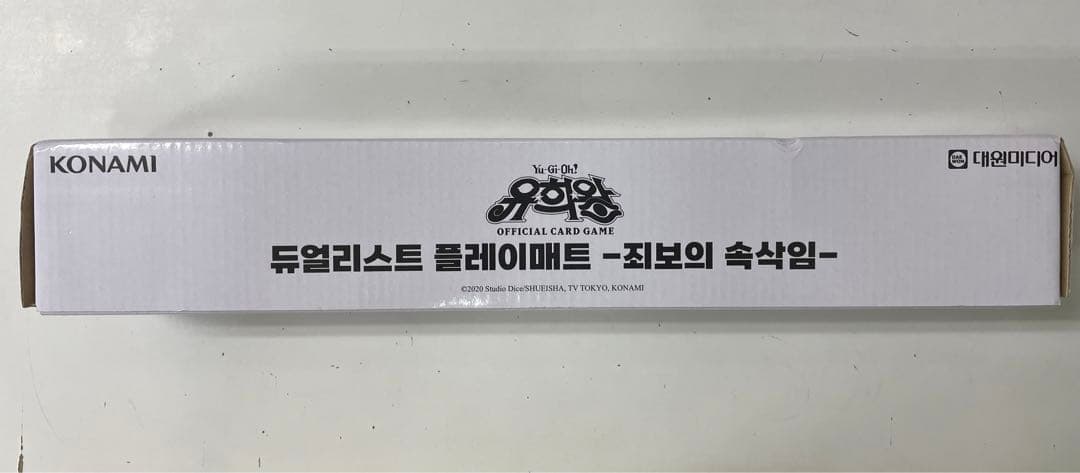 KONAMI
DAE WON 대원미디어
Yu-Gi-Oh!
유희왕
OFFICIAL CARD GAME
듀얼리스트 플레이매트 -죄보의 속삭임-
©2020 Studio Dice/SHUEISHA, TV TOKYO, KONAMI